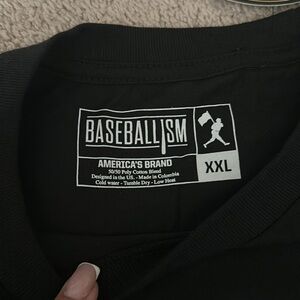 BASEBALLISM
AMERICA'S BRAND
50/50 Poly Cotton Blend
Designed in the US. - Made in Colombia
Cold water - Tumble Dry - Low Heat
XXL